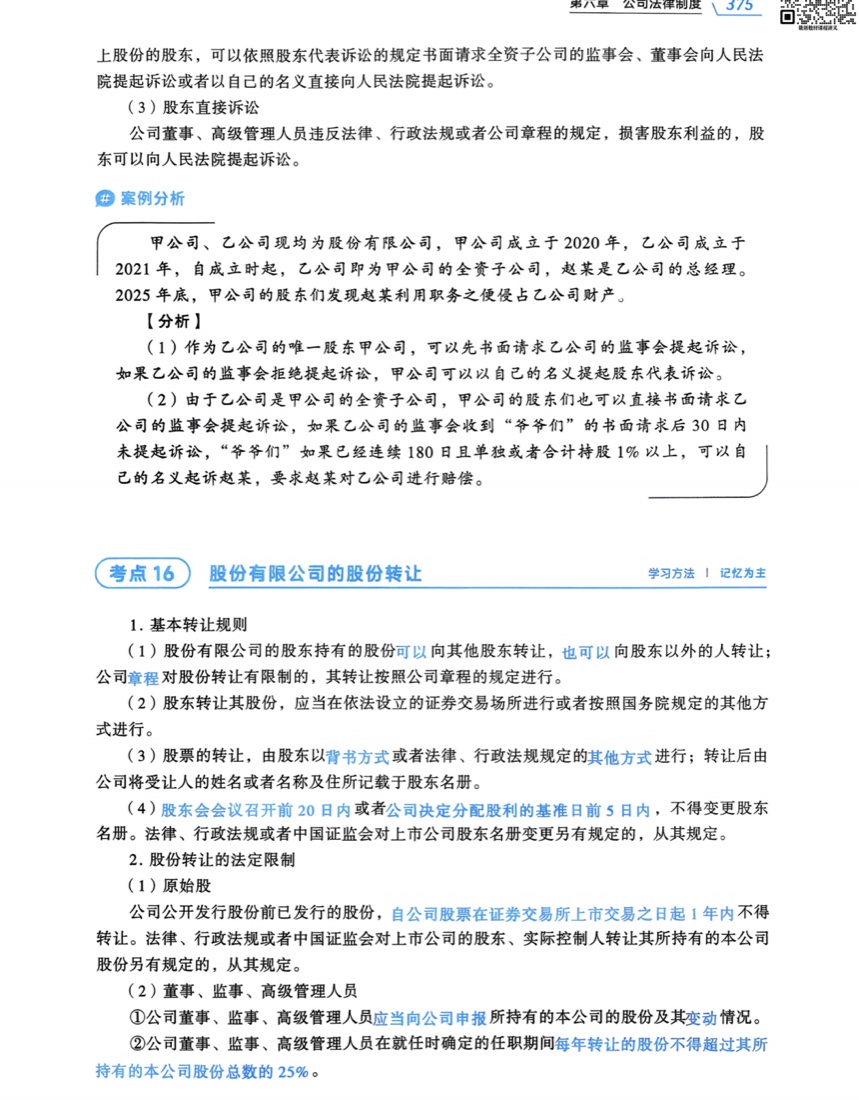 第六章 公司法律制度 375
上股份的股东，可以依照股东代表诉讼的规定书面请求全资子公司的监事会、董事会向人民法
院提起诉讼或者以自己的名义直接向人民法院提起诉讼。
（3）股东直接诉讼
公司董事、高级管理人员违反法律、行政法规或者公司章程的规定，损害股东利益的，股
东可以向人民法院提起诉讼。
# 案例分析
甲公司、乙公司现均为股份有限公司，甲公司成立于 2020 年，乙公司成立于
2021 年，自成立时起，乙公司即为甲公司的全资子公司，赵某是乙公司的总经理。
2025 年底，甲公司的股东们发现赵某利用职务之便侵占乙公司财产。
【分析】
（1）作为乙公司的唯一股东甲公司，可以先书面请求乙公司的监事会提起诉讼，
如果乙公司的监事会拒绝提起诉讼，甲公司可以以自己的名义提起股东代表诉讼。
（2）由于乙公司是甲公司的全资子公司，甲公司的股东们也可以直接书面请求乙
公司的监事会提起诉讼，如果乙公司的监事会收到“爷爷们”的书面请求后 30 日内
未提起诉讼，“爷爷们”如果已经连续 180 日且单独或者合计持股 1% 以上，可以自
己的名义起诉赵某，要求赵某对乙公司进行赔偿。
考点 16 股份有限公司的股份转让 学习方法 | 记忆为主
1. 基本转让规则
（1）股份有限公司的股东持有的股份可以向其他股东转让，也可以向股东以外的人转让；
公司章程对股份转让有限制的，其转让按照公司章程的规定进行。
（2）股东转让其股份，应当在依法设立的证券交易场所进行或者按照国务院规定的其他方
式进行。
（3）股票的转让，由股东以背书方式或者法律、行政法规规定的其他方式进行；转让后由
公司将受让人的姓名或者名称及住所记载于股东名册。
（4）股东会会议召开前 20 日内或者公司决定分配股利的基准日前 5 日内，不得变更股东
名册。法律、行政法规或者中国证监会对上市公司股东名册变更另有规定的，从其规定。
2. 股份转让的法定限制
（1）原始股
公司公开发行股份前已发行的股份，自公司股票在证券交易所上市交易之日起 1 年内不得
转让。法律、行政法规或者中国证监会对上市公司的股东、实际控制人转让其所持有的本公司
股份另有规定的，从其规定。
（2）董事、监事、高级管理人员
①公司董事、监事、高级管理人员应当向公司申报所持有的本公司的股份及其变动情况。
②公司董事、监事、高级管理人员在就任时确定的任职期间每年转让的股份不得超过其所
持有的本公司股份总数的 25%。